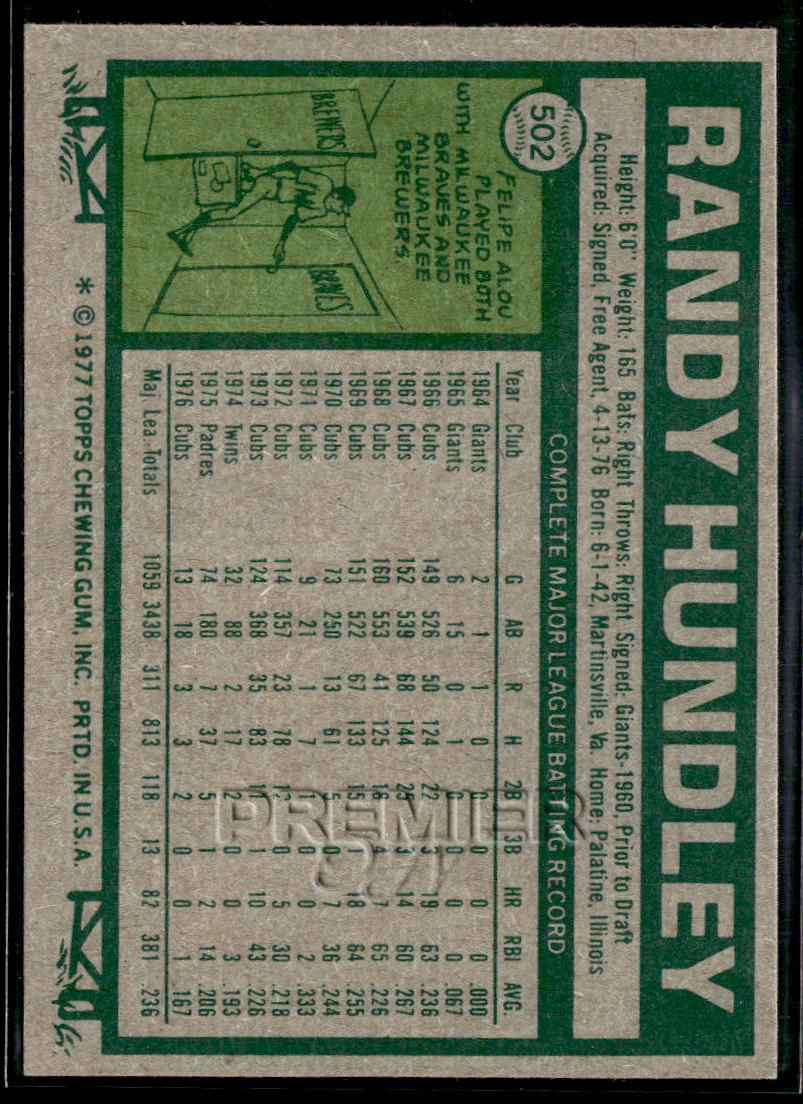 RANDY HUNDLEY
Height: 6'0" Weight: 165 Bats: Right Throws: Right Signed: Giants-1960, Prior to Draft
Acquired: Signed, Free Agent, 4-13-76 Born: 6-1-42, Martinsville, Va. Home: Palatine, Illinois
502
FELIPE ALOU
PLAYED BOTH
WITH MILWAUKEE
BRAVES AND
MILWAUKEE
BREWERS.
BREWERS
BRAVES
COMPLETE MAJOR LEAGUE BATTING RECORD
Year Club G AB R H 2B 3B HR RBI AVG.
1964 Giants 2 1 1 0 0 0 0 0 .000
1965 Giants 6 15 0 1 0 0 0 0 .067
1966 Cubs 149 526 50 124 22 3 19 63 .236
1967 Cubs 152 539 68 144 25 3 14 60 .267
1968 Cubs 160 553 41 125 18 4 7 65 .226
1969 Cubs 151 522 67 133 15 1 18 64 .255
1970 Cubs 73 250 13 61 5 0 7 36 .244
1971 Cubs 9 21 1 7 1 0 0 2 .333
1972 Cubs 114 357 23 78 12 0 5 30 .218
1973 Cubs 124 368 35 83 11 1 10 43 .226
1974 Twins 32 88 2 17 2 0 0 3 .193
1975 Padres 74 180 7 37 5 1 2 14 .206
1976 Cubs 13 18 3 3 2 0 0 1 .167
Maj Lea Totals 1059 3438 311 813 118 13 82 381 .236
* © 1977 TOPPS CHEWING GUM, INC. PRTD. IN U.S.A.
PREMIER